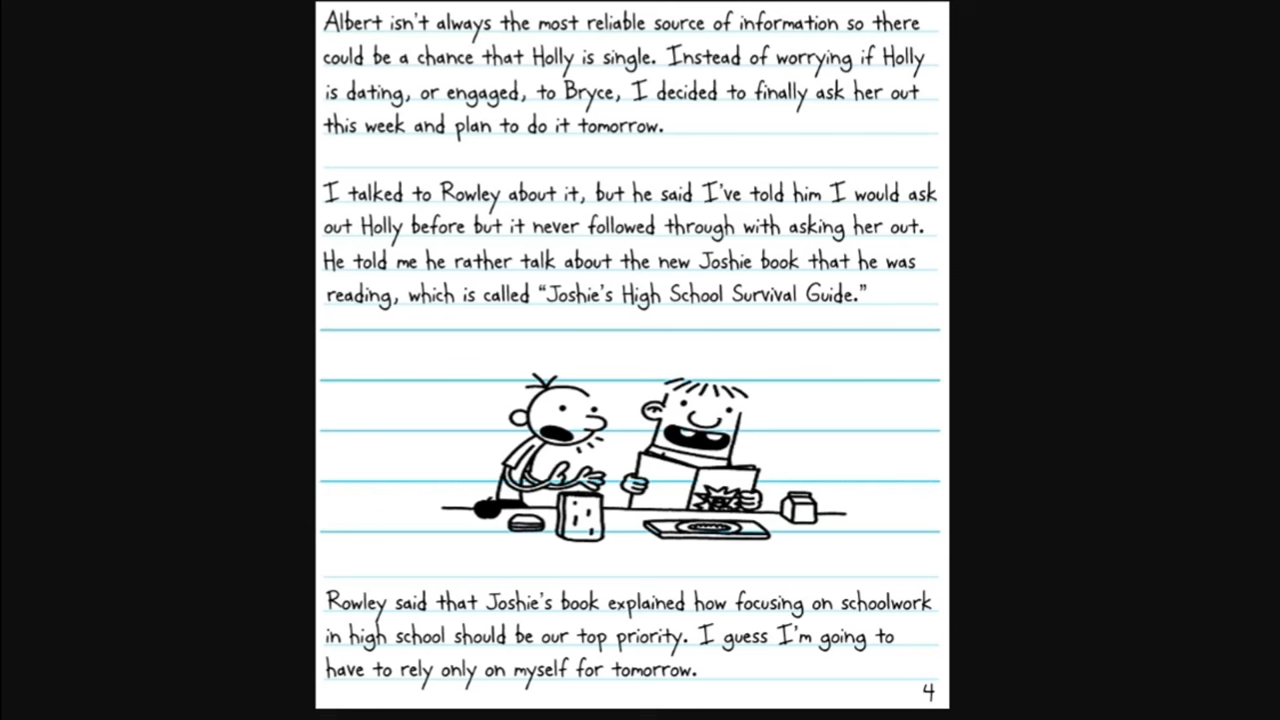 Albert isn't always the most reliable source of information so there
could be a chance that Holly is single. Instead of worrying if Holly
is dating, or engaged, to Bryce, I decided to finally ask her out
this week and plan to do it tomorrow.
I talked to Rowley about it, but he said I've told him I would ask
out Holly before but it never followed through with asking her out.
He told me he rather talk about the new Joshie book that he was
reading, which is called “Joshie's High School Survival Guide.”
Rowley said that Joshie's book explained how focusing on schoolwork
in high school should be our top priority. I guess I'm going to
have to rely only on myself for tomorrow.
4